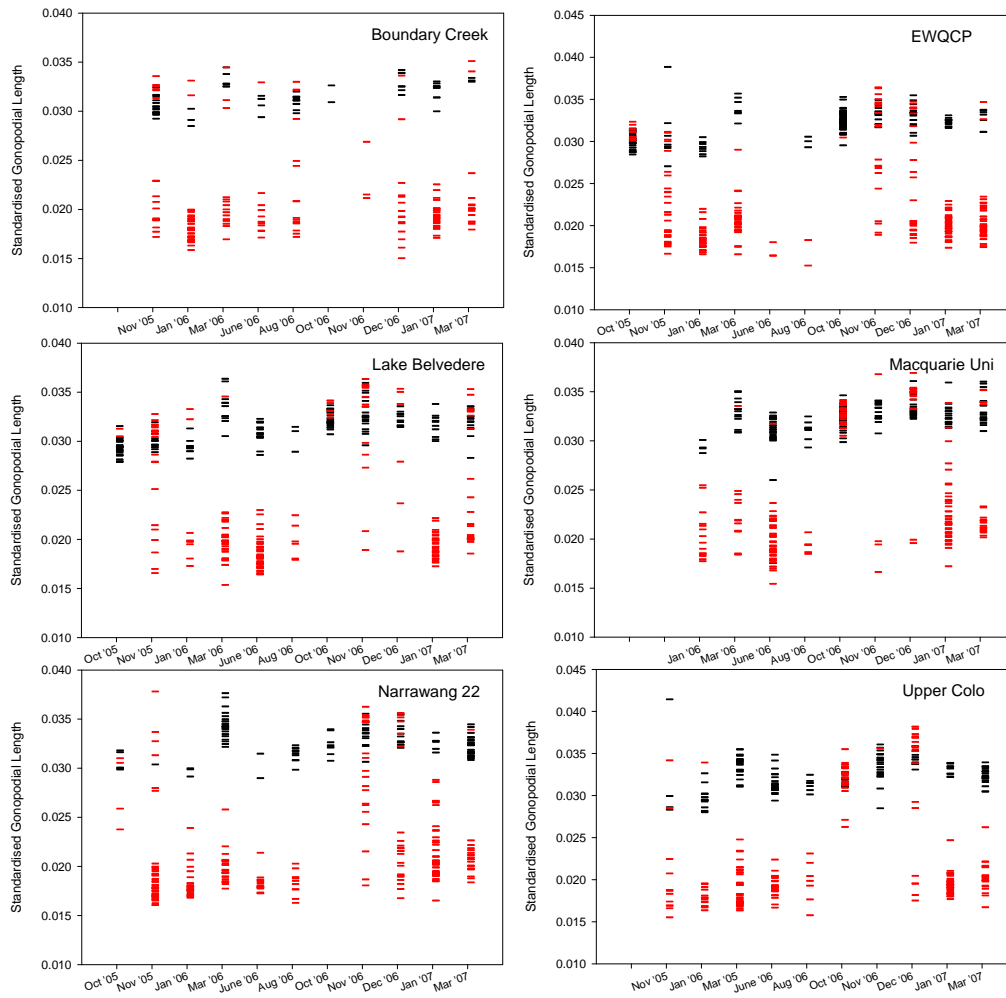 Boundary Creek
Standardised Gonopodial Length
0.040
0.035
0.030
0.025
0.020
0.015
0.010
Nov '05
Jan '06
Mar '06
June '06
Aug '06
Oct '06
Nov '06
Dec '06
Jan '07
Mar '07
EWQCP
Standardised Gonopodial Length
0.045
0.040
0.035
0.030
0.025
0.020
0.015
0.010
Oct '05
Nov '05
Jan '06
Mar '06
June '06
Aug '06
Oct '06
Nov '06
Dec '06
Jan '07
Mar '07
Lake Belvedere
Standardised Gonopodial Length
0.040
0.035
0.030
0.025
0.020
0.015
0.010
Oct '05
Nov '05
Jan '06
Mar '06
June '06
Aug '06
Oct '06
Nov '06
Dec '06
Jan '07
Mar '07
Macquarie Uni
Standardised Gonopodial Length
0.040
0.035
0.030
0.025
0.020
0.015
0.010
Jan '06
Mar '06
June '06
Aug '06
Oct '06
Nov '06
Dec '06
Jan '07
Mar '07
Narrawang 22
Standardised Gonopodial Length
0.040
0.035
0.030
0.025
0.020
0.015
0.010
Oct '05
Nov '05
Jan '06
Mar '06
June '06
Aug '06
Oct '06
Nov '06
Dec '06
Jan '07
Mar '07
Upper Colo
Standardised Gonopodial Length
0.045
0.040
0.035
0.030
0.025
0.020
0.015
0.010
Nov '05
Jan '06
Mar '05
June '06
Aug '06
Oct '06
Nov '06
Dec '06
Jan '07
Mar '07